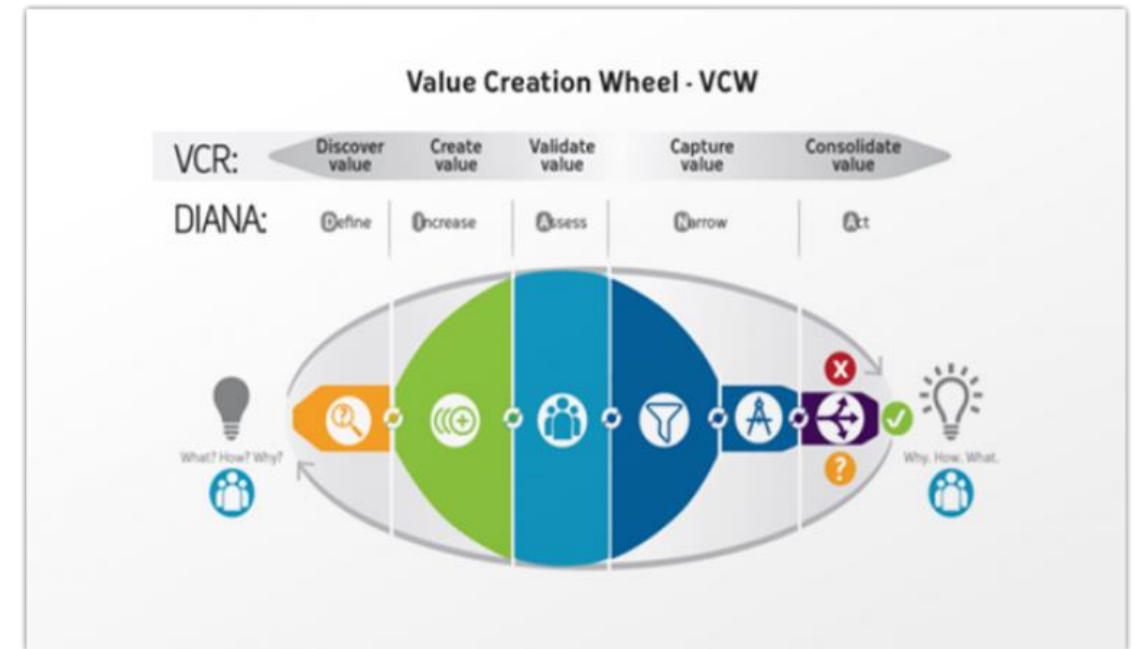 Value Creation Wheel - VCW
VCR:
Discover value
Create value
Validate value
Capture value
Consolidate value
DIANA:
Define
Increase
Assess
Narrow
Act
What? How? Why?
Why. How. What.